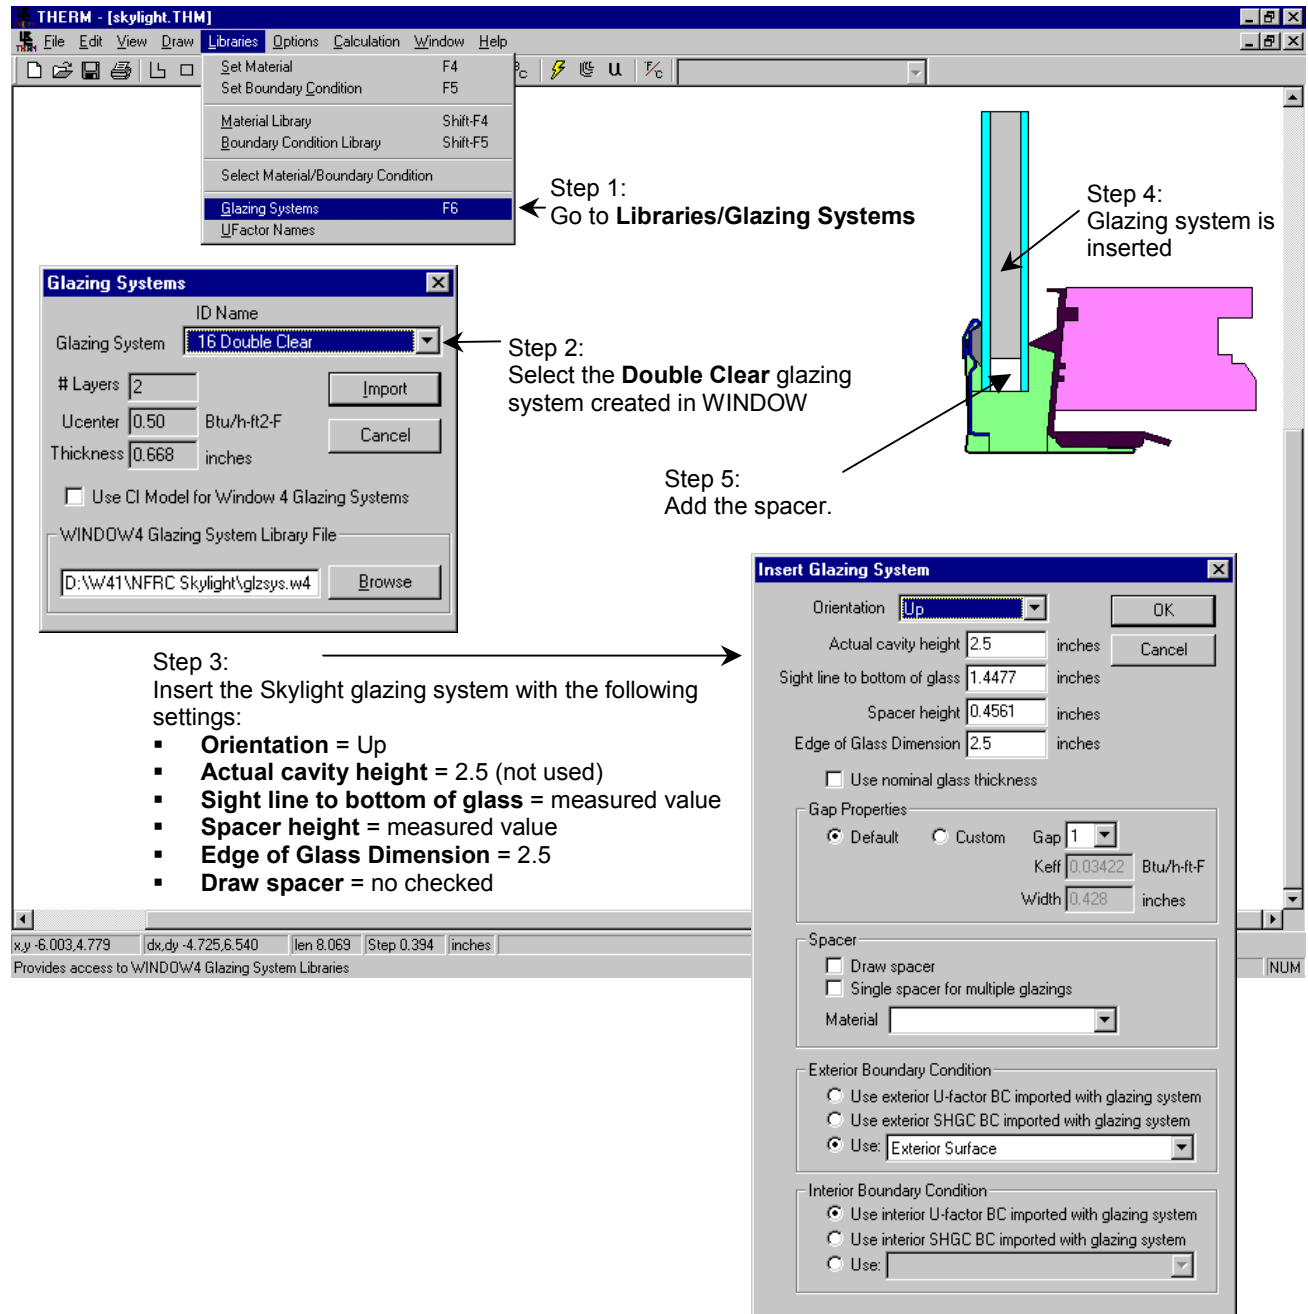 THERM - [skylight.THM]
File Edit View Draw Libraries Options Calculation Window Help
Set Material F4
Set Boundary Condition F5
Material Library Shift-F4
Boundary Condition Library Shift-F5
Select Material/Boundary Condition
Glazing Systems F6
UFactor Names
Step 1:
Go to Libraries/Glazing Systems
Step 4:
Glazing system is
inserted
Glazing Systems
ID Name
Glazing System 16 Double Clear
# Layers 2
Import
Ucenter 0.50 Btu/h-ft2-F
Cancel
Thickness 0.668 inches
Use CI Model for Window 4 Glazing Systems
WINDOW4 Glazing System Library File
D:\W41\NFRC Skylight\glzsys.w4 Browse
Step 2:
Select the Double Clear glazing
system created in WINDOW
Step 5:
Add the spacer.
Step 3:
Insert the Skylight glazing system with the following
settings:
▪ Orientation = Up
▪ Actual cavity height = 2.5 (not used)
▪ Sight line to bottom of glass = measured value
▪ Spacer height = measured value
▪ Edge of Glass Dimension = 2.5
▪ Draw spacer = no checked
Insert Glazing System
Orientation Up OK
Actual cavity height 2.5 inches Cancel
Sight line to bottom of glass 1.4477 inches
Spacer height 0.4561 inches
Edge of Glass Dimension 2.5 inches
Use nominal glass thickness
Gap Properties
Default Custom Gap 1
Keff 0.03422 Btu/h-ft-F
Width 0.428 inches
Spacer
Draw spacer
Single spacer for multiple glazings
Material
Exterior Boundary Condition
Use exterior U-factor BC imported with glazing system
Use exterior SHGC BC imported with glazing system
Use: Exterior Surface
Interior Boundary Condition
Use interior U-factor BC imported with glazing system
Use interior SHGC BC imported with glazing system
Use:
x,y -6.003,4.779 dx,dy -4.725,6.540 len 8.069 Step 0.394 inches
Provides access to WINDOW4 Glazing System Libraries NUM